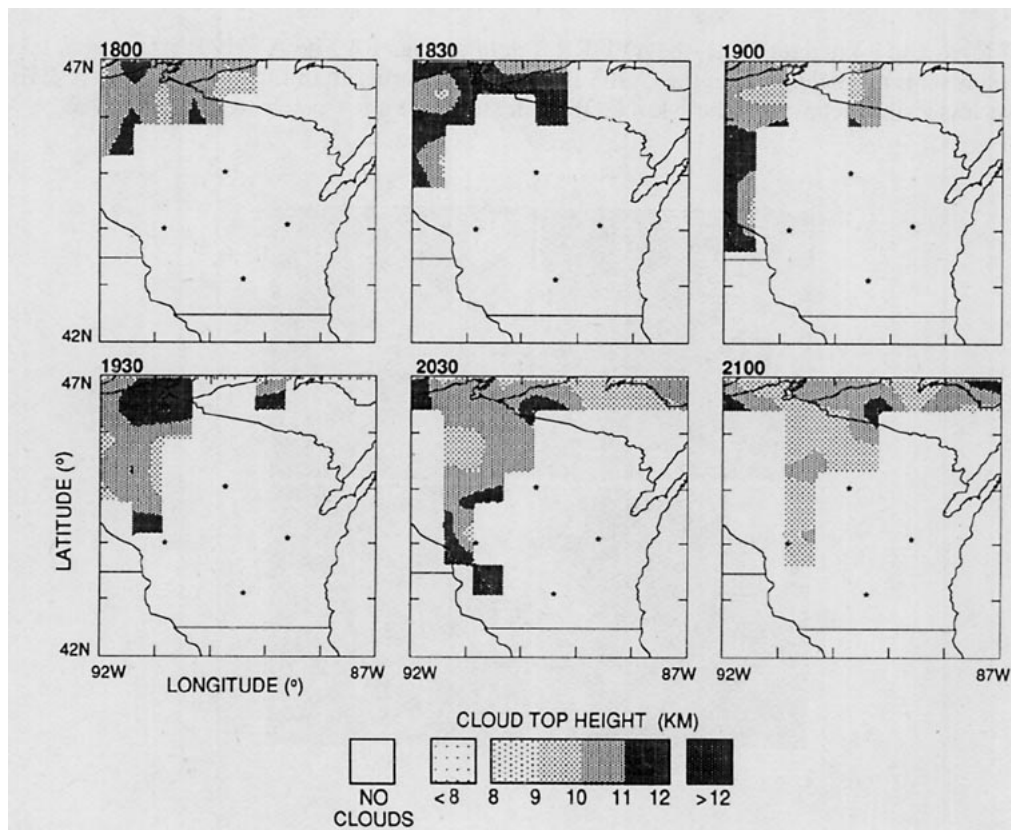 1800
1830
1900
47N
42N
1930
2030
2100
47N
LATITUDE (°)
42N
92W
87W
92W
87W
92W
87W
LONGITUDE (°)
CLOUD TOP HEIGHT (KM)
NO
CLOUDS
<8
8
9
10
11
12
>12